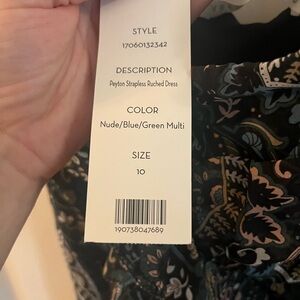 STYLE
17060132342
DESCRIPTION
Peyton Strapless Ruched Dress
COLOR
Nude/Blue/Green Multi
SIZE
10
190738047689